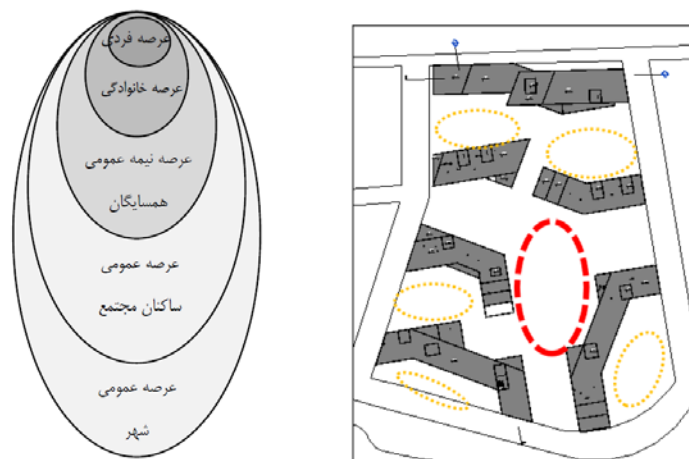 عرصه فردی
عرصه خانوادگی
عرصه نیمه عمومی
همسایگان
عرصه عمومی
ساکنان مجتمع
عرصه عمومی
شهر